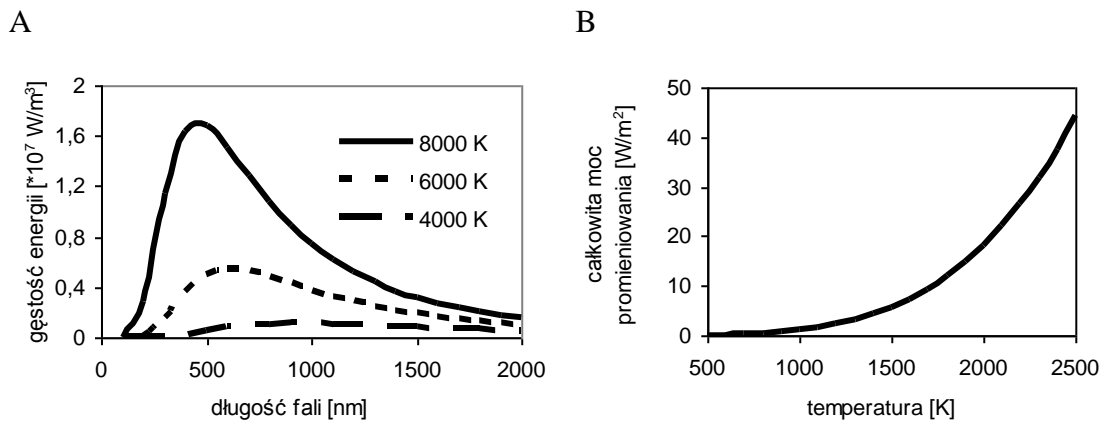 A
B
gęstość energii [*10⁷ W/m³]
2
1,6
1,2
0,8
0,4
0
8000 K
6000 K
4000 K
0
500
1000
1500
2000
długość fali [nm]
całkowita moc
promieniowania [W/m²]
50
40
30
20
10
0
500
1000
1500
2000
2500
temperatura [K]